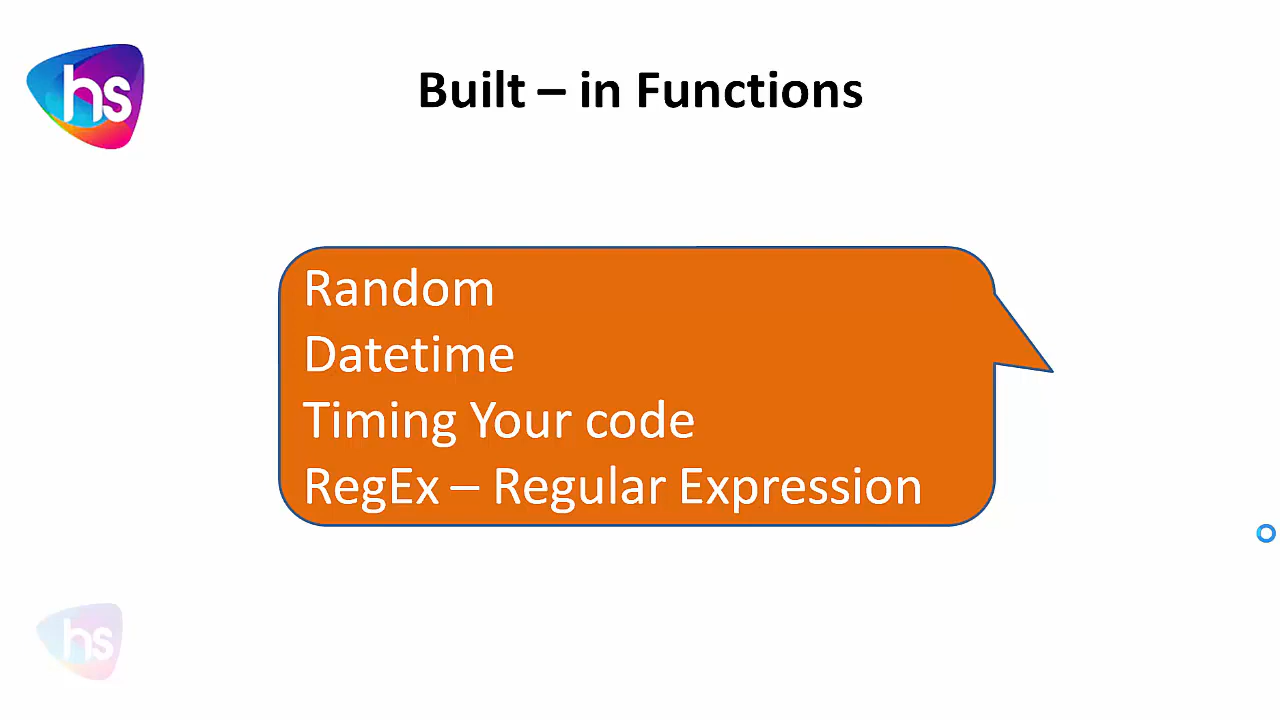 hs
Built – in Functions
Random
Datetime
Timing Your code
RegEx – Regular Expression
hs